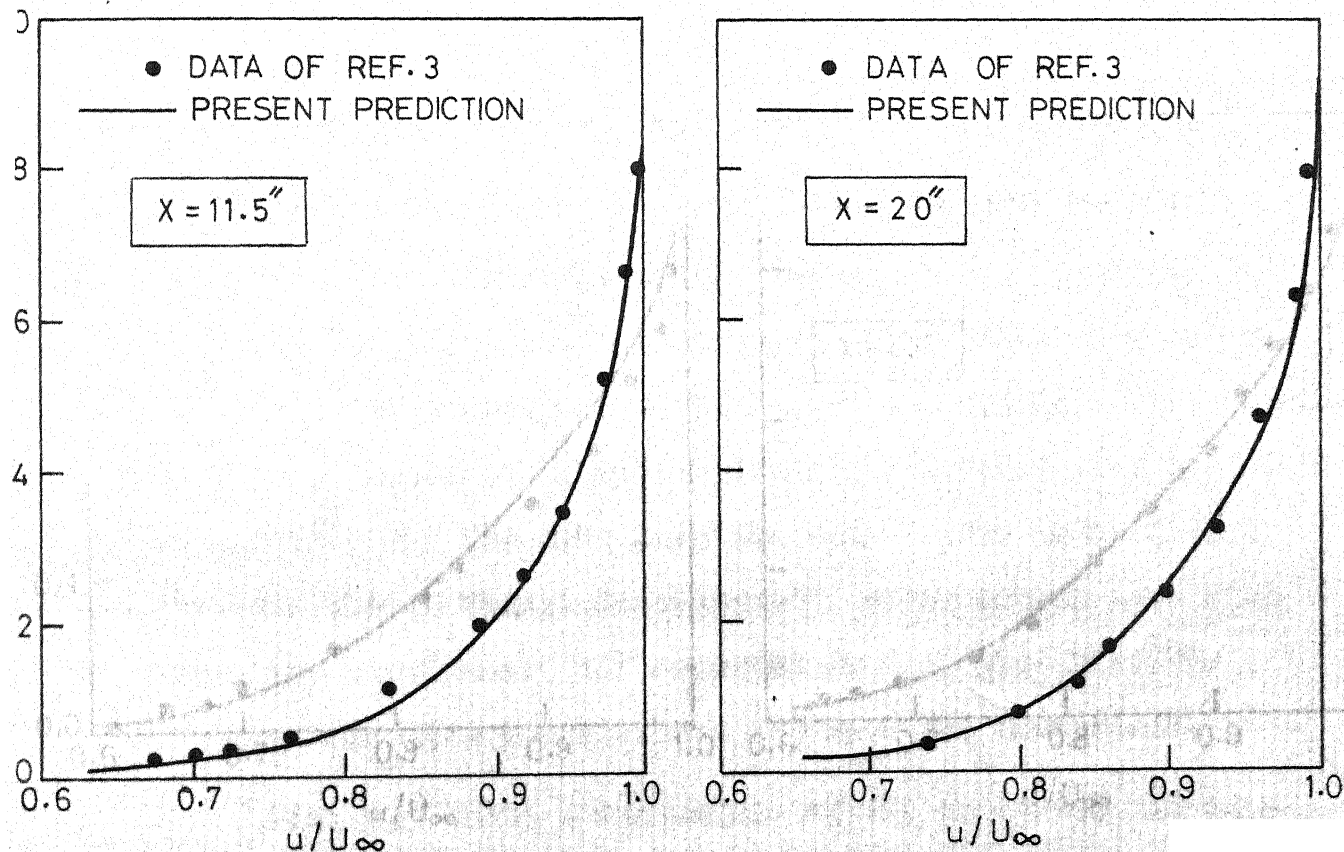 0
● DATA OF REF. 3
— PRESENT PREDICTION
X = 11.5″
8
6
4
2
0
0.6 0.7 0.8 0.9 1.0
u/U∞
● DATA OF REF. 3
— PRESENT PREDICTION
X = 20″
0.6 0.7 0.8 0.9 1.0
u/U∞